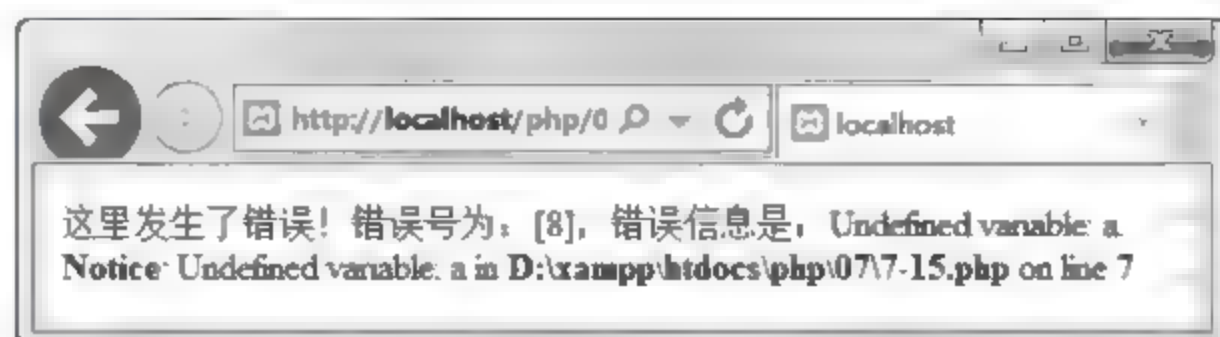 http://localhost/php/0
localhost
这里发生了错误！错误号为：[8]，错误信息是，Undefined variable: a
Notice: Undefined variable: a in D:\xampp\htdocs\php\07\7-15.php on line 7